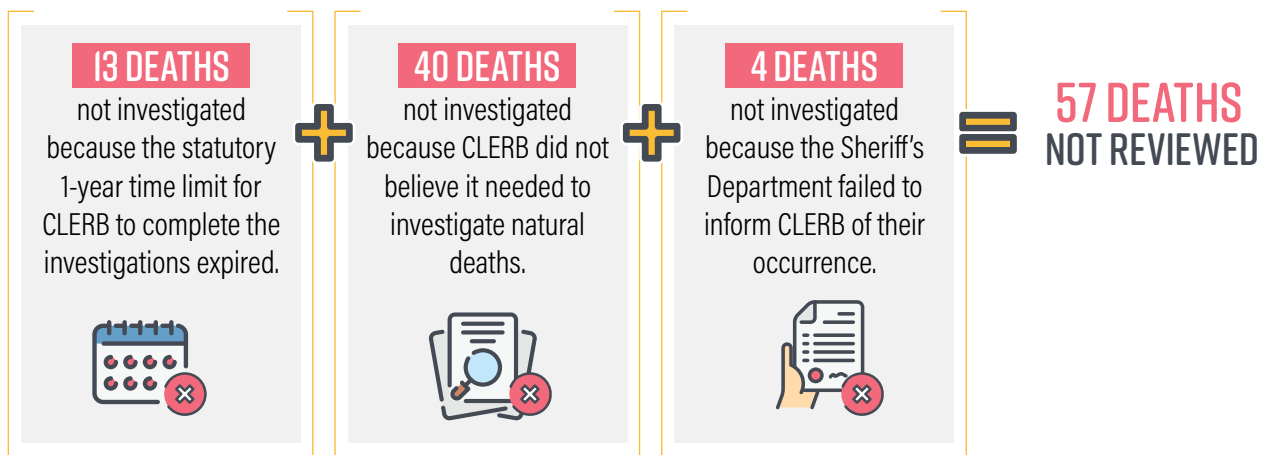 13 DEATHS
not investigated
because the statutory
1-year time limit for
CLERB to complete the
investigations expired.
40 DEATHS
not investigated
because CLERB did not
believe it needed to
investigate natural
deaths.
4 DEATHS
not investigated
because the Sheriff’s
Department failed to
inform CLERB of their
occurrence.
57 DEATHS
NOT REVIEWED